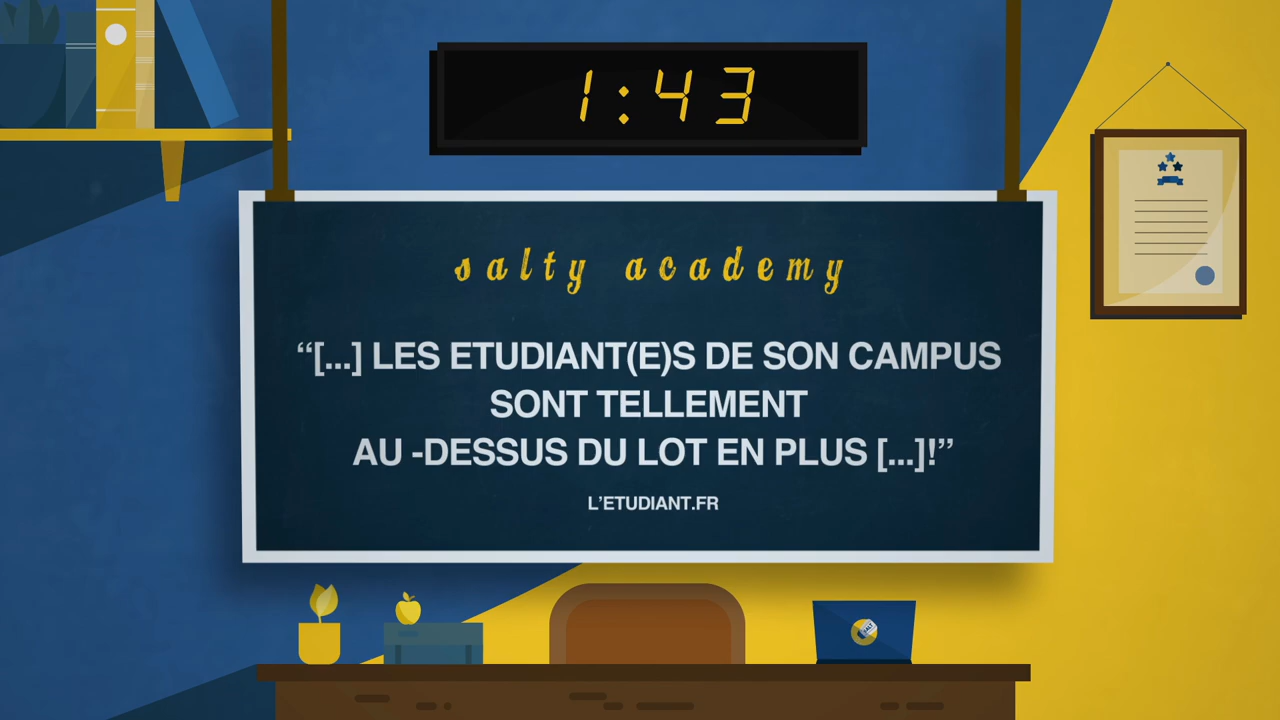 1:43
salty academy
“[...] LES ETUDIANT(E)S DE SON CAMPUS
SONT TELLEMENT
AU -DESSUS DU LOT EN PLUS [...]!”
L’ETUDIANT.FR